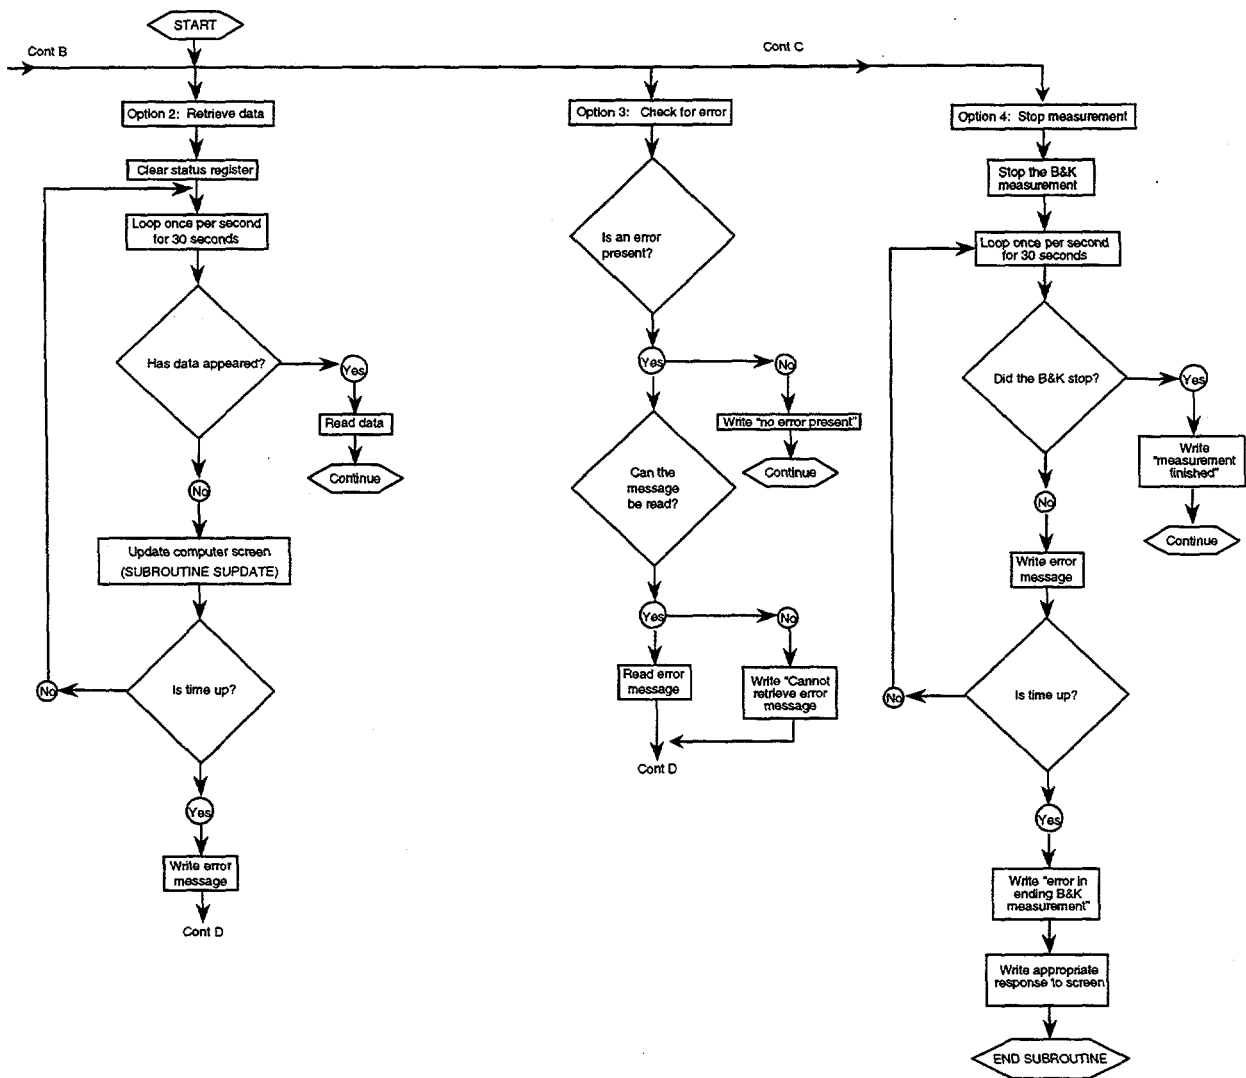 START
Cont B
Cont C
Option 2: Retrieve data
Clear status register
Loop once per second
for 30 seconds
Has data appeared?
Yes
Read data
Continue
No
Update computer screen
(SUBROUTINE SUPDATE)
Is time up?
No
Yes
Write error
message
Cont D
Option 3: Check for error
Is an error
present?
Yes
No
Write "no error present"
Continue
Can the
message
be read?
Yes
No
Read error
message
Write "Cannot
retrieve error
message
Cont D
Option 4: Stop measurement
Stop the B&K
measurement
Loop once per second
for 30 seconds
Did the B&K stop?
Yes
Write
"measurement
finished"
Continue
No
Write error
message
Is time up?
No
Yes
Write "error in
ending B&K
measurement"
Write appropriate
response to screen
END SUBROUTINE